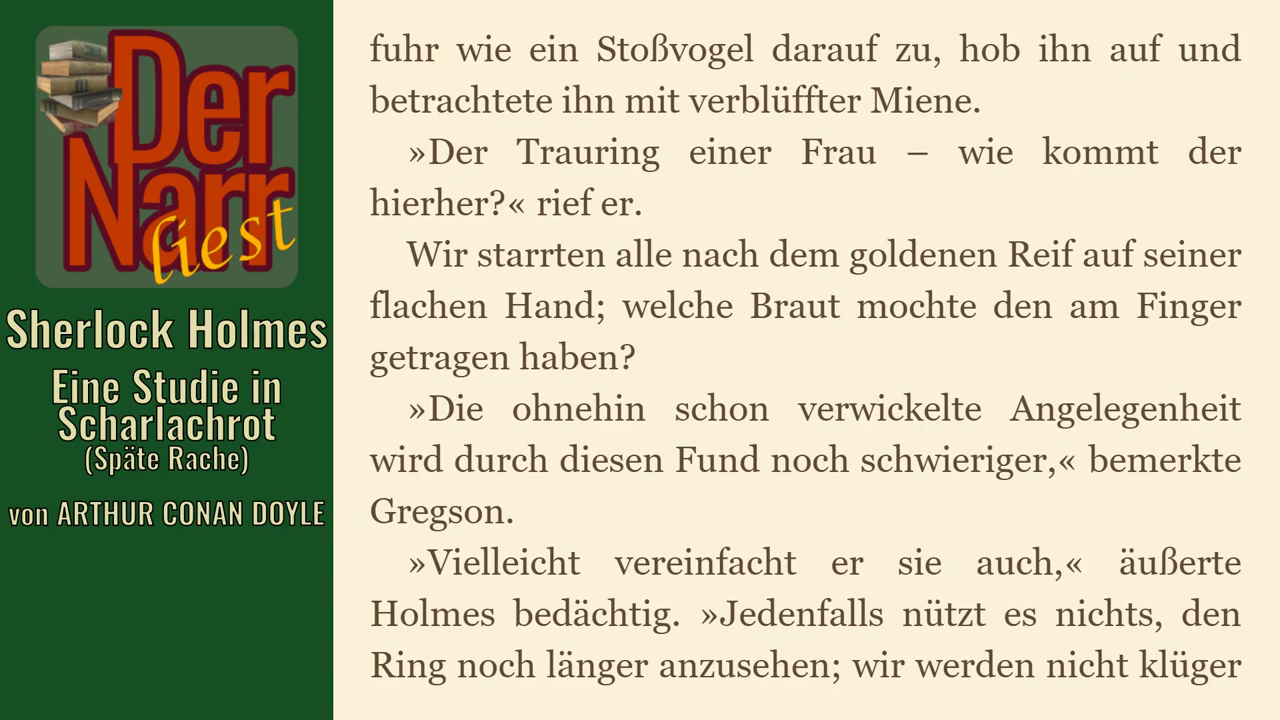 Der
Narr
liest
Sherlock Holmes
Eine Studie in
Scharlachrot
(Späte Rache)
von ARTHUR CONAN DOYLE
fuhr wie ein Stoßvogel darauf zu, hob ihn auf und
betrachtete ihn mit verblüffter Miene.
»Der Trauring einer Frau – wie kommt der
hierher?« rief er.
Wir starrten alle nach dem goldenen Reif auf seiner
flachen Hand; welche Braut mochte den am Finger
getragen haben?
»Die ohnehin schon verwickelte Angelegenheit
wird durch diesen Fund noch schwieriger,« bemerkte
Gregson.
»Vielleicht vereinfacht er sie auch,« äußerte
Holmes bedächtig. »Jedenfalls nützt es nichts, den
Ring noch länger anzusehen; wir werden nicht klüger